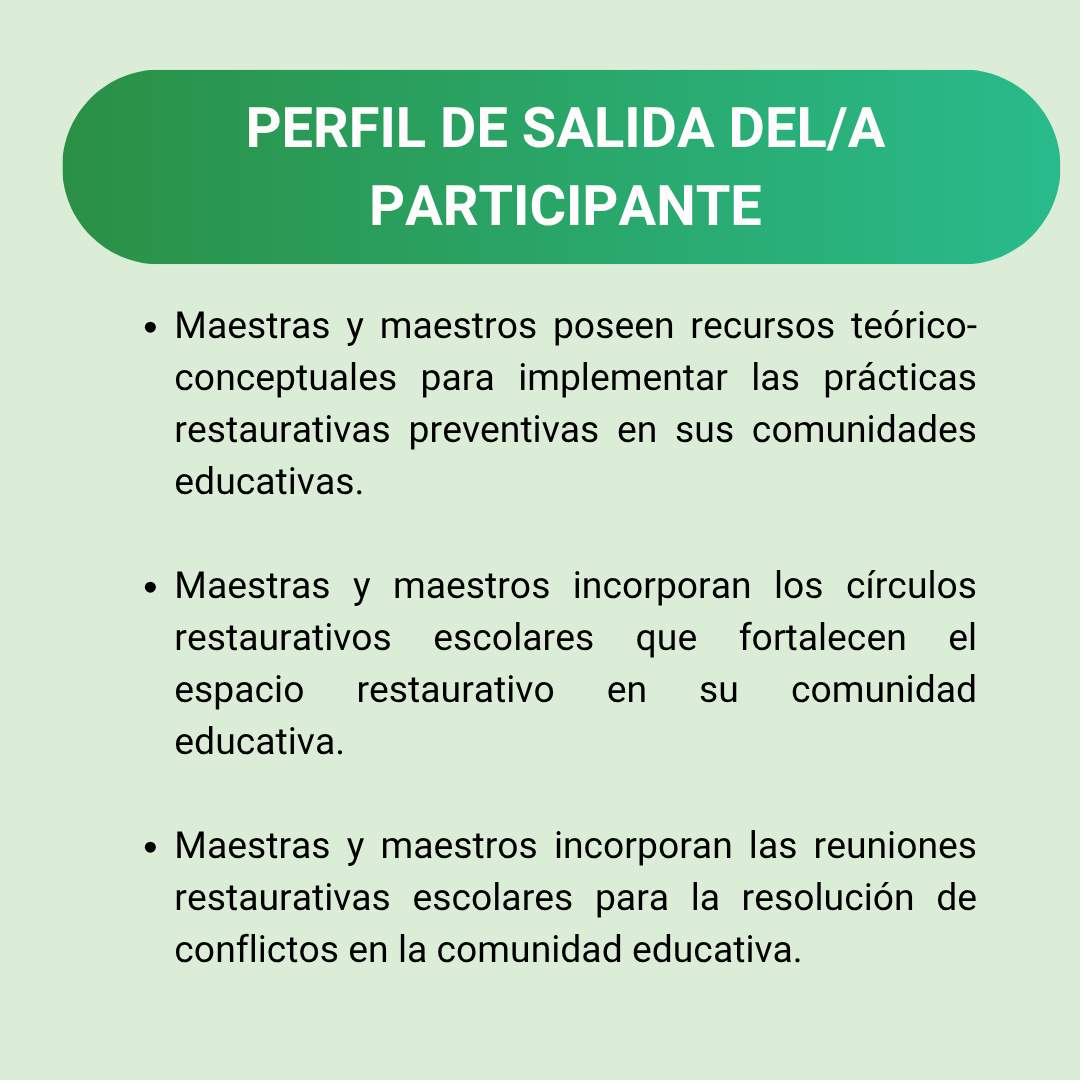 PERFIL DE SALIDA DEL/A
PARTICIPANTE
• Maestras y maestros poseen recursos teórico-
conceptuales para implementar las prácticas
restaurativas preventivas en sus comunidades
educativas.
• Maestras y maestros incorporan los círculos
restaurativos escolares que fortalecen el
espacio restaurativo en su comunidad
educativa.
• Maestras y maestros incorporan las reuniones
restaurativas escolares para la resolución de
conflictos en la comunidad educativa.